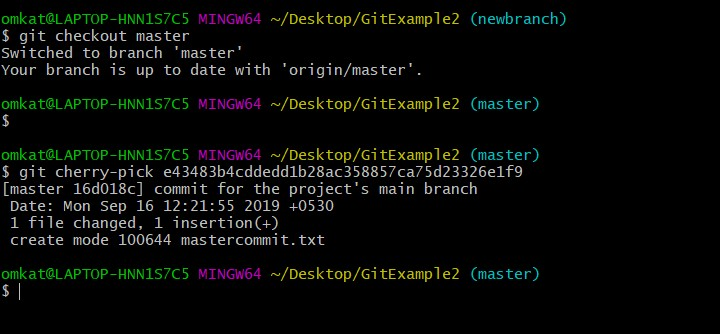 omkat@LAPTOP-HNN1S7C5 MINGW64 ~/Desktop/GitExample2 (newbranch)
$ git checkout master
Switched to branch 'master'
Your branch is up to date with 'origin/master'.
omkat@LAPTOP-HNN1S7C5 MINGW64 ~/Desktop/GitExample2 (master)
$
omkat@LAPTOP-HNN1S7C5 MINGW64 ~/Desktop/GitExample2 (master)
$ git cherry-pick e43483b4cddedd1b28ac358857ca75d23326e1f9
[master 16d018c] commit for the project's main branch
 Date: Mon Sep 16 12:21:55 2019 +0530
 1 file changed, 1 insertion(+)
 create mode 100644 mastercommit.txt
omkat@LAPTOP-HNN1S7C5 MINGW64 ~/Desktop/GitExample2 (master)
$